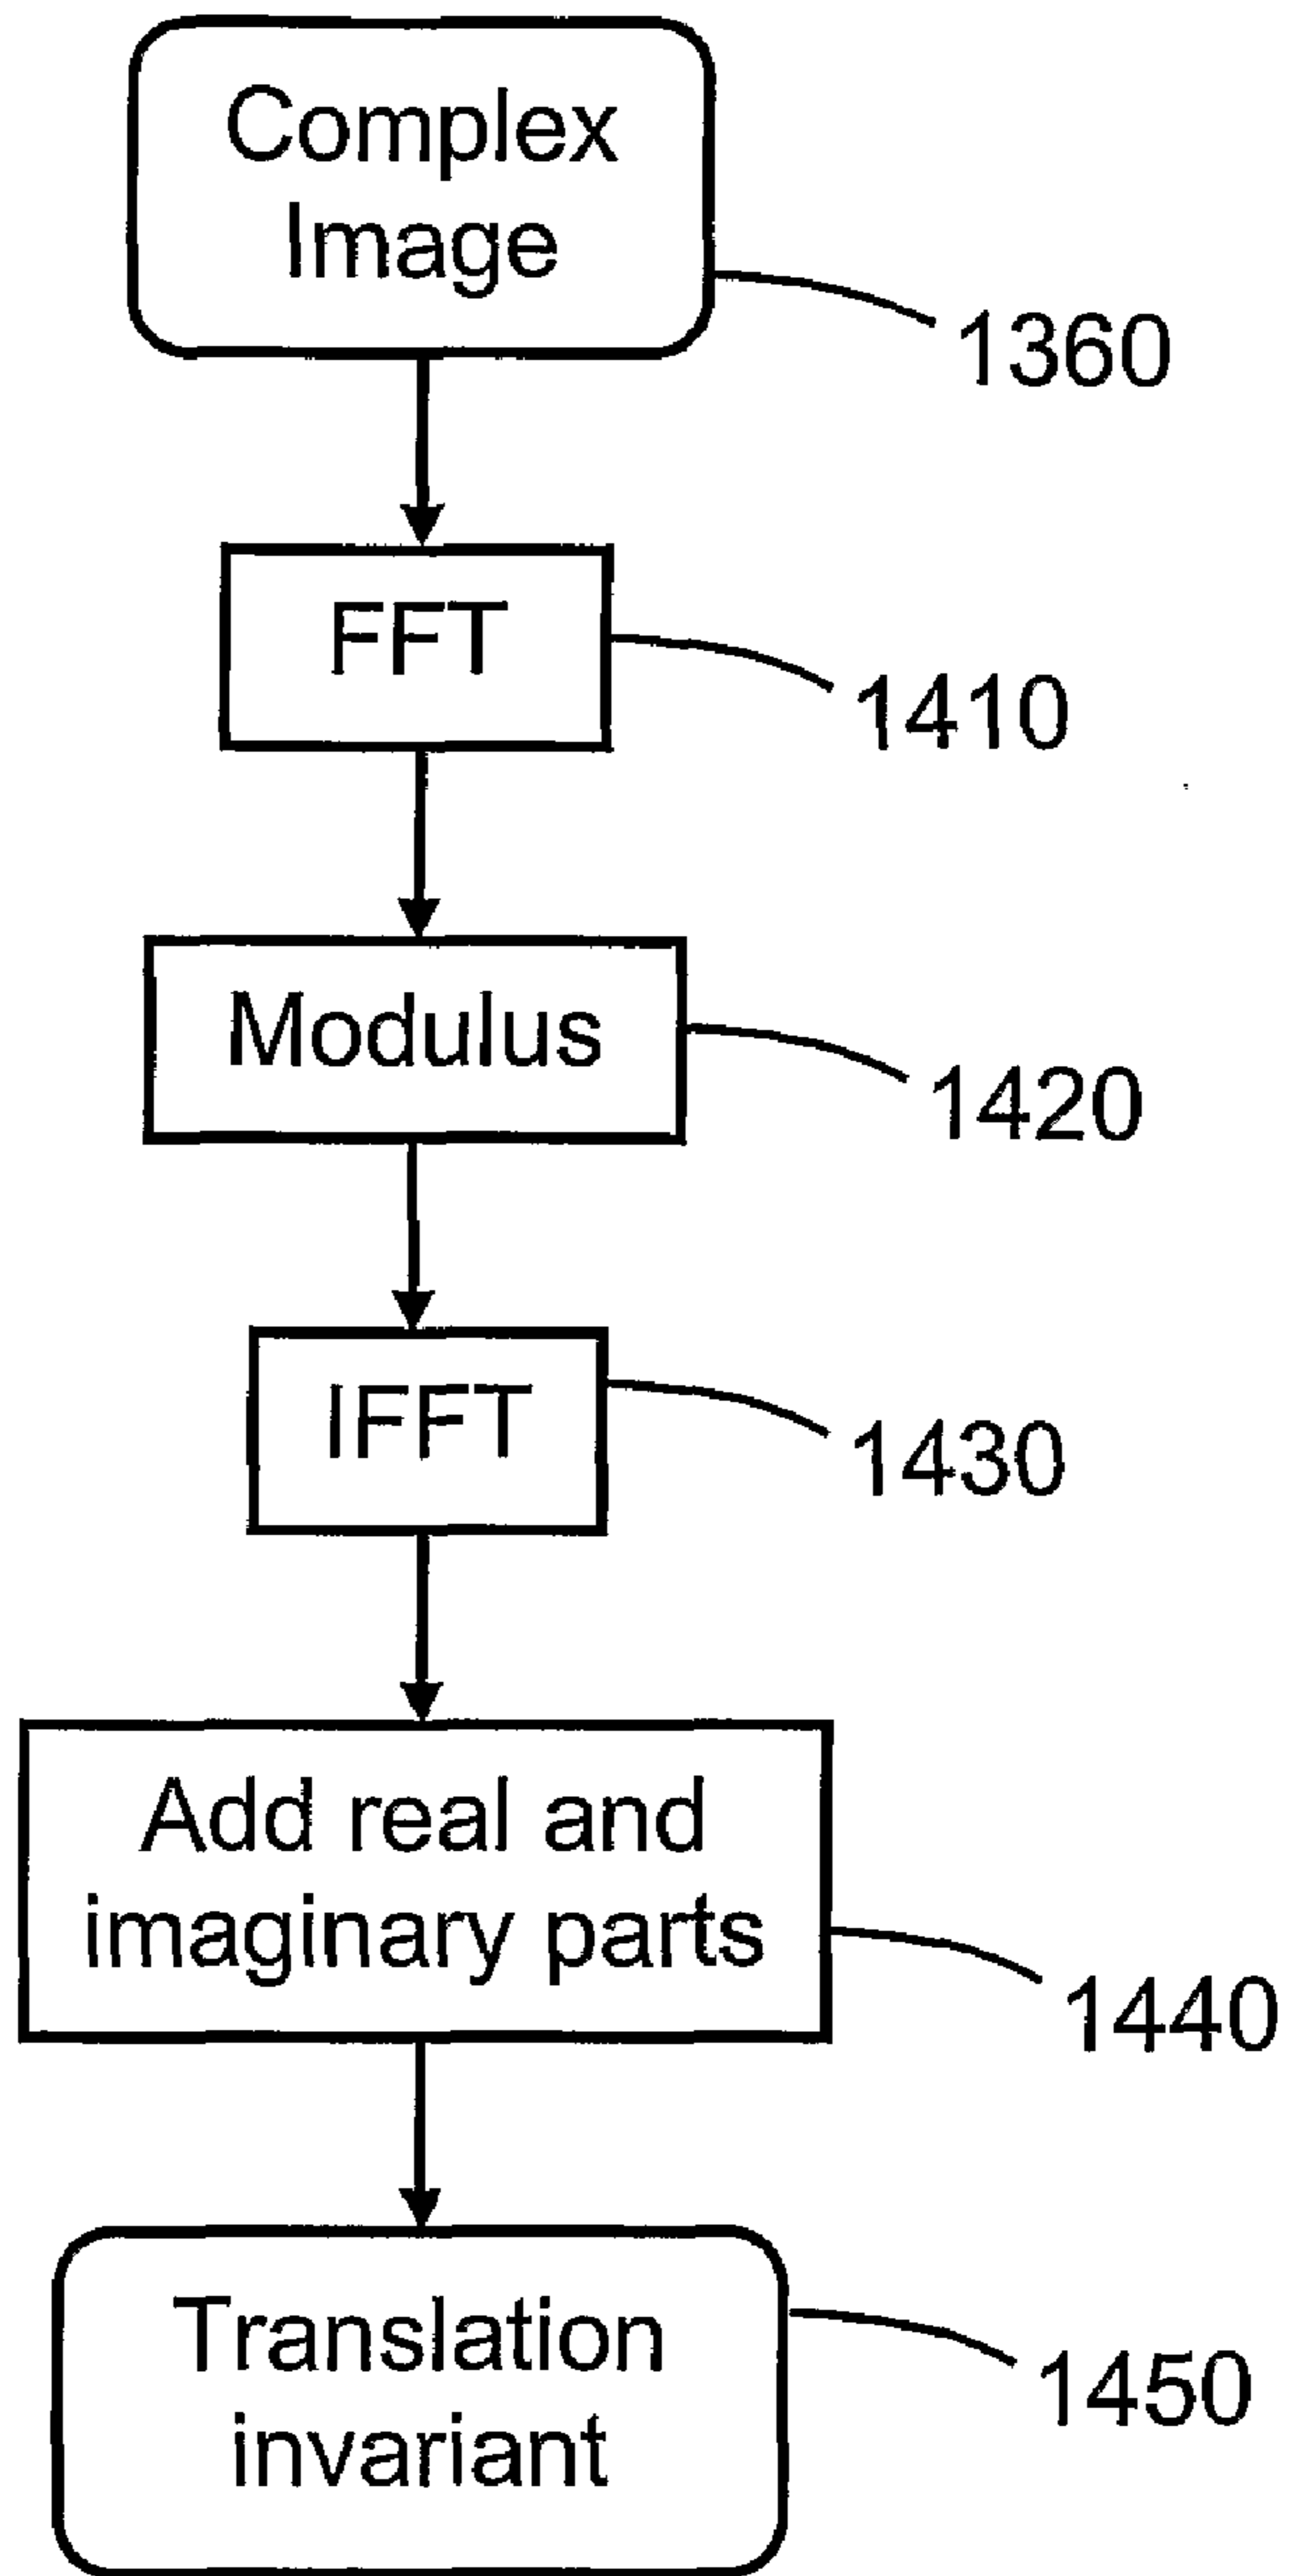 Complex
Image
1360
FFT
1410
Modulus
1420
IFFT
1430
Add real and
imaginary parts
1440
Translation
invariant
1450